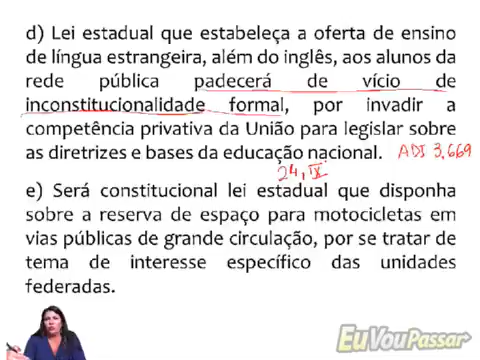 d) Lei estadual que estabeleça a oferta de ensino
de língua estrangeira, além do inglês, aos alunos da
rede pública padecerá de vício de
inconstitucionalidade formal, por invadir a
competência privativa da União para legislar sobre
as diretrizes e bases da educação nacional. ADI 3.669
24, IX
e) Será constitucional lei estadual que disponha
sobre a reserva de espaço para motocicletas em
vias públicas de grande circulação, por se tratar de
tema de interesse específico das unidades
federadas.
EuVouPassar